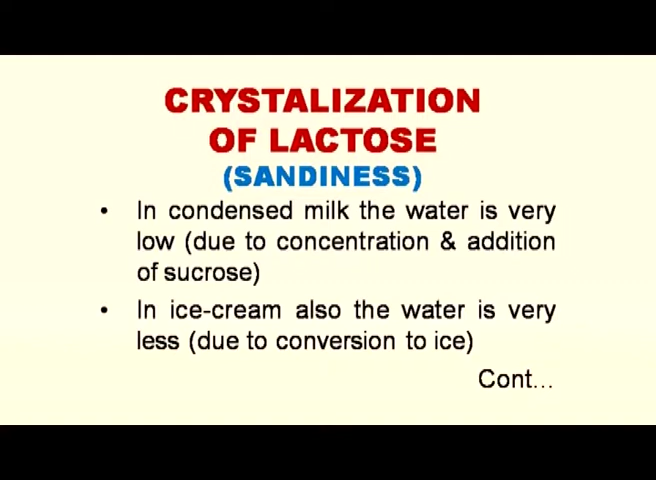 CRYSTALIZATION
OF LACTOSE
(SANDINESS)
• In condensed milk the water is very
low (due to concentration & addition
of sucrose)
• In ice-cream also the water is very
less (due to conversion to ice)
Cont...